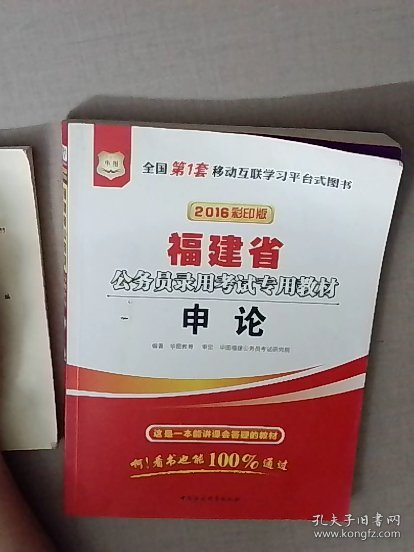 华图
全国第1套移动互联学习平台式图书
2016彩印版
福建省
公务员录用考试专用教材
申论
编著 华图教育 审定 华图福建公务员考试研究院
这是一本能讲课会答疑的教材
啊!看书也能100%通过
孔夫子旧书网
www.kongfz.com